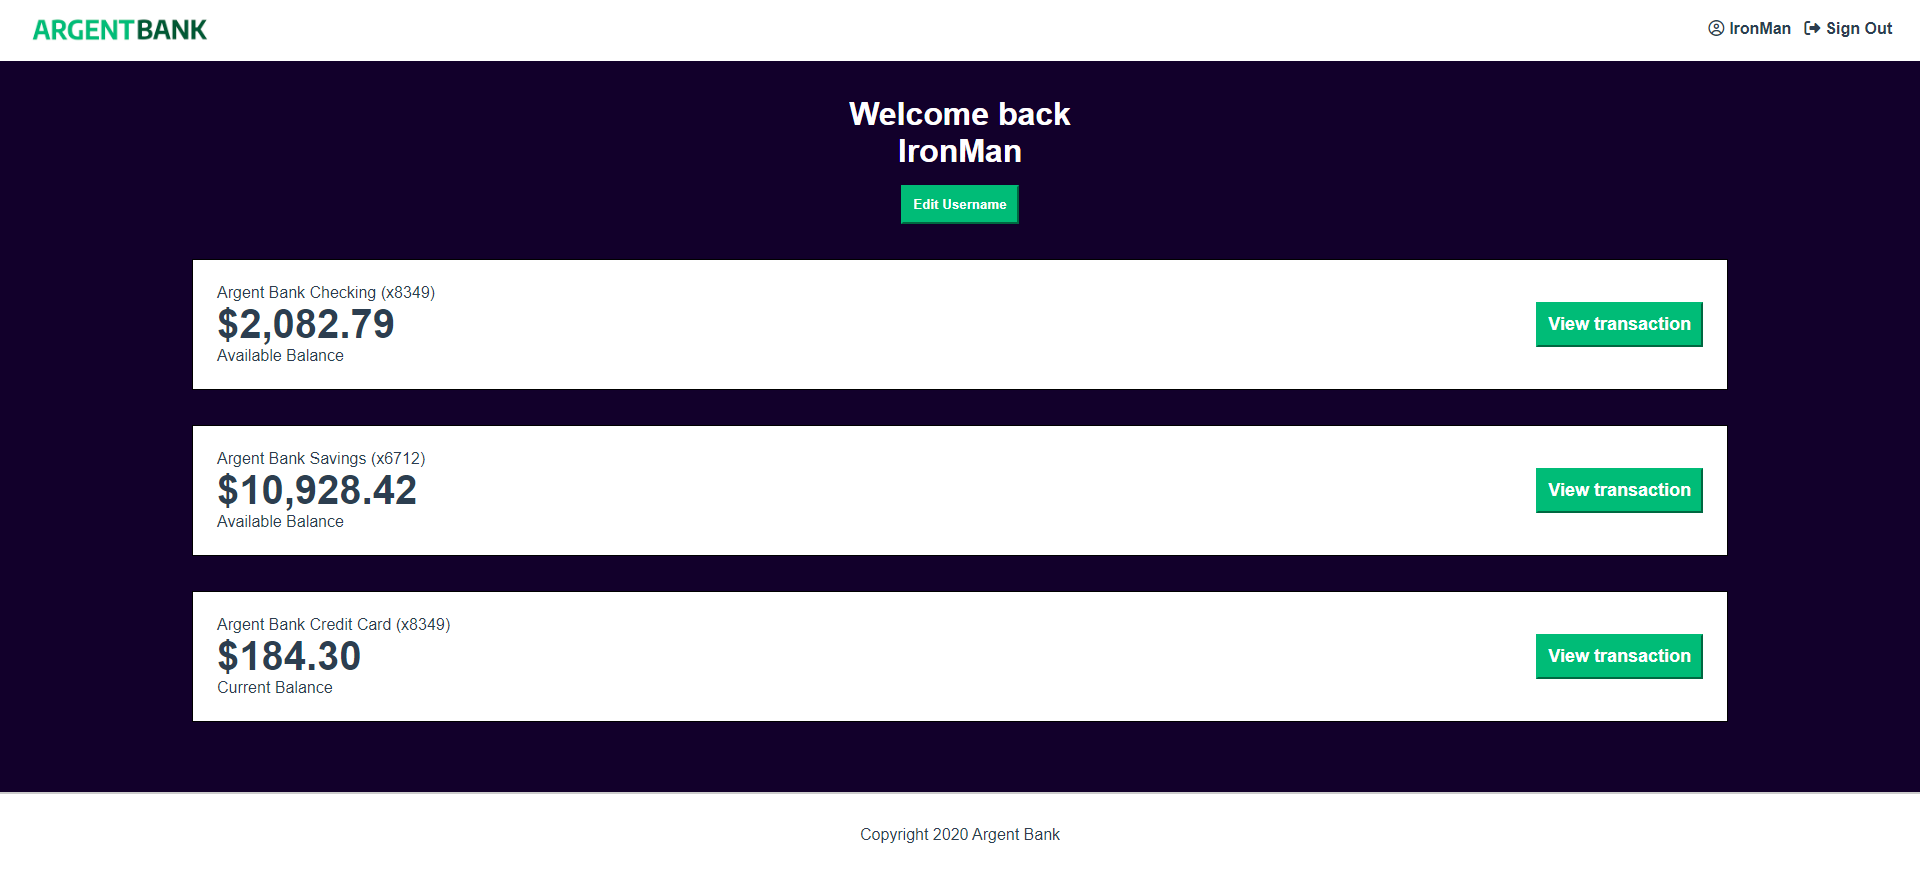 ARGENTBANK
IronMan Sign Out
Welcome back
IronMan
Edit Username
Argent Bank Checking (x8349)
$2,082.79
Available Balance
View transaction
Argent Bank Savings (x6712)
$10,928.42
Available Balance
View transaction
Argent Bank Credit Card (x8349)
$184.30
Current Balance
View transaction
Copyright 2020 Argent Bank